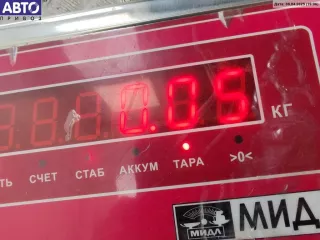 АВТО
ПРИВОЗ
0.05
КГ
СЧЕТ СТАБ АККУМ ТАРА >0<
МИДЛ МИД